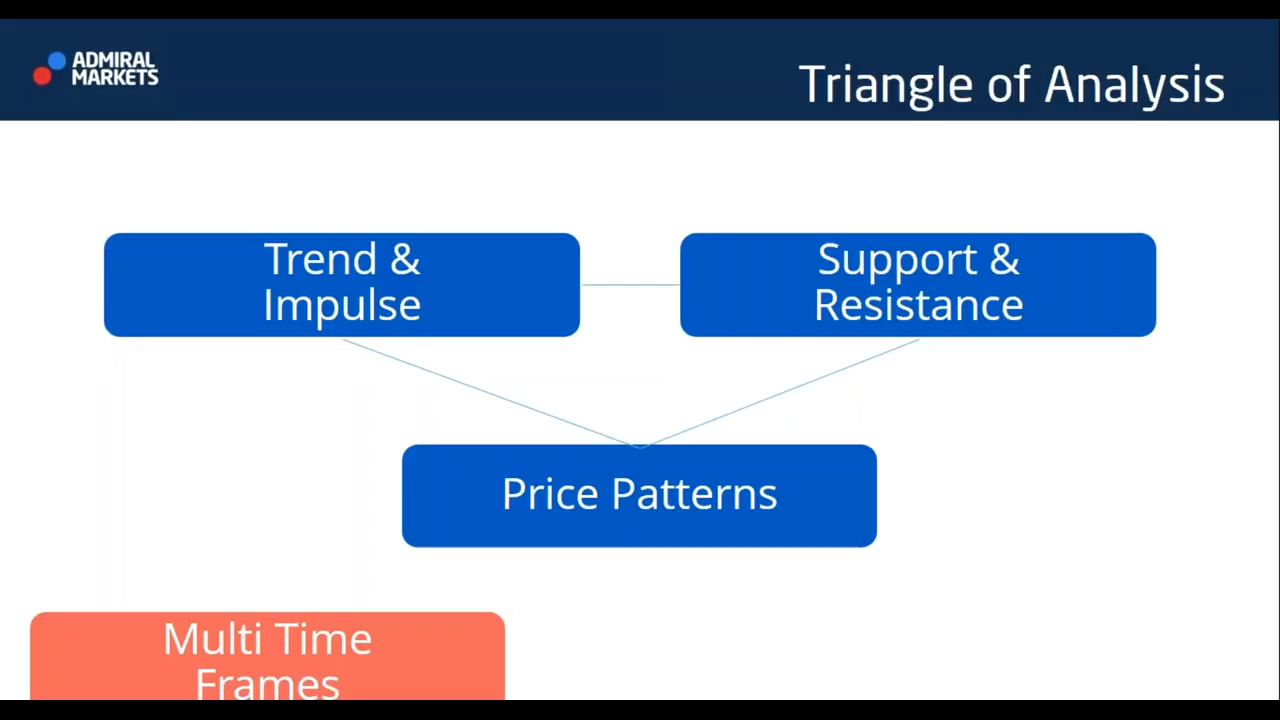 ADMIRAL
MARKETS
Triangle of Analysis
Trend &
Impulse
Support &
Resistance
Price Patterns
Multi Time
Frames